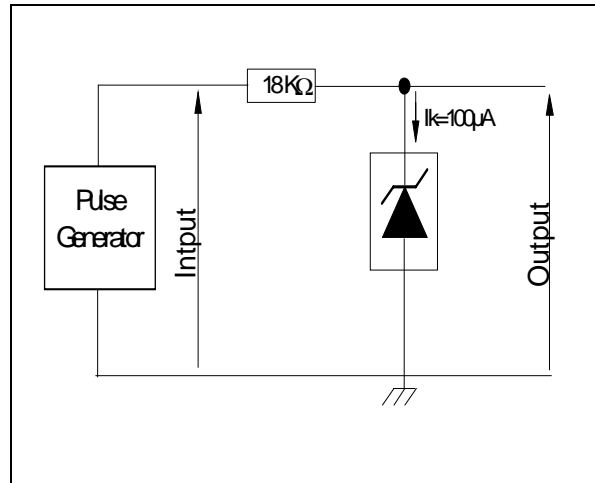 18KΩ
Ik=100µA
Pulse
Generator
Intput
Output